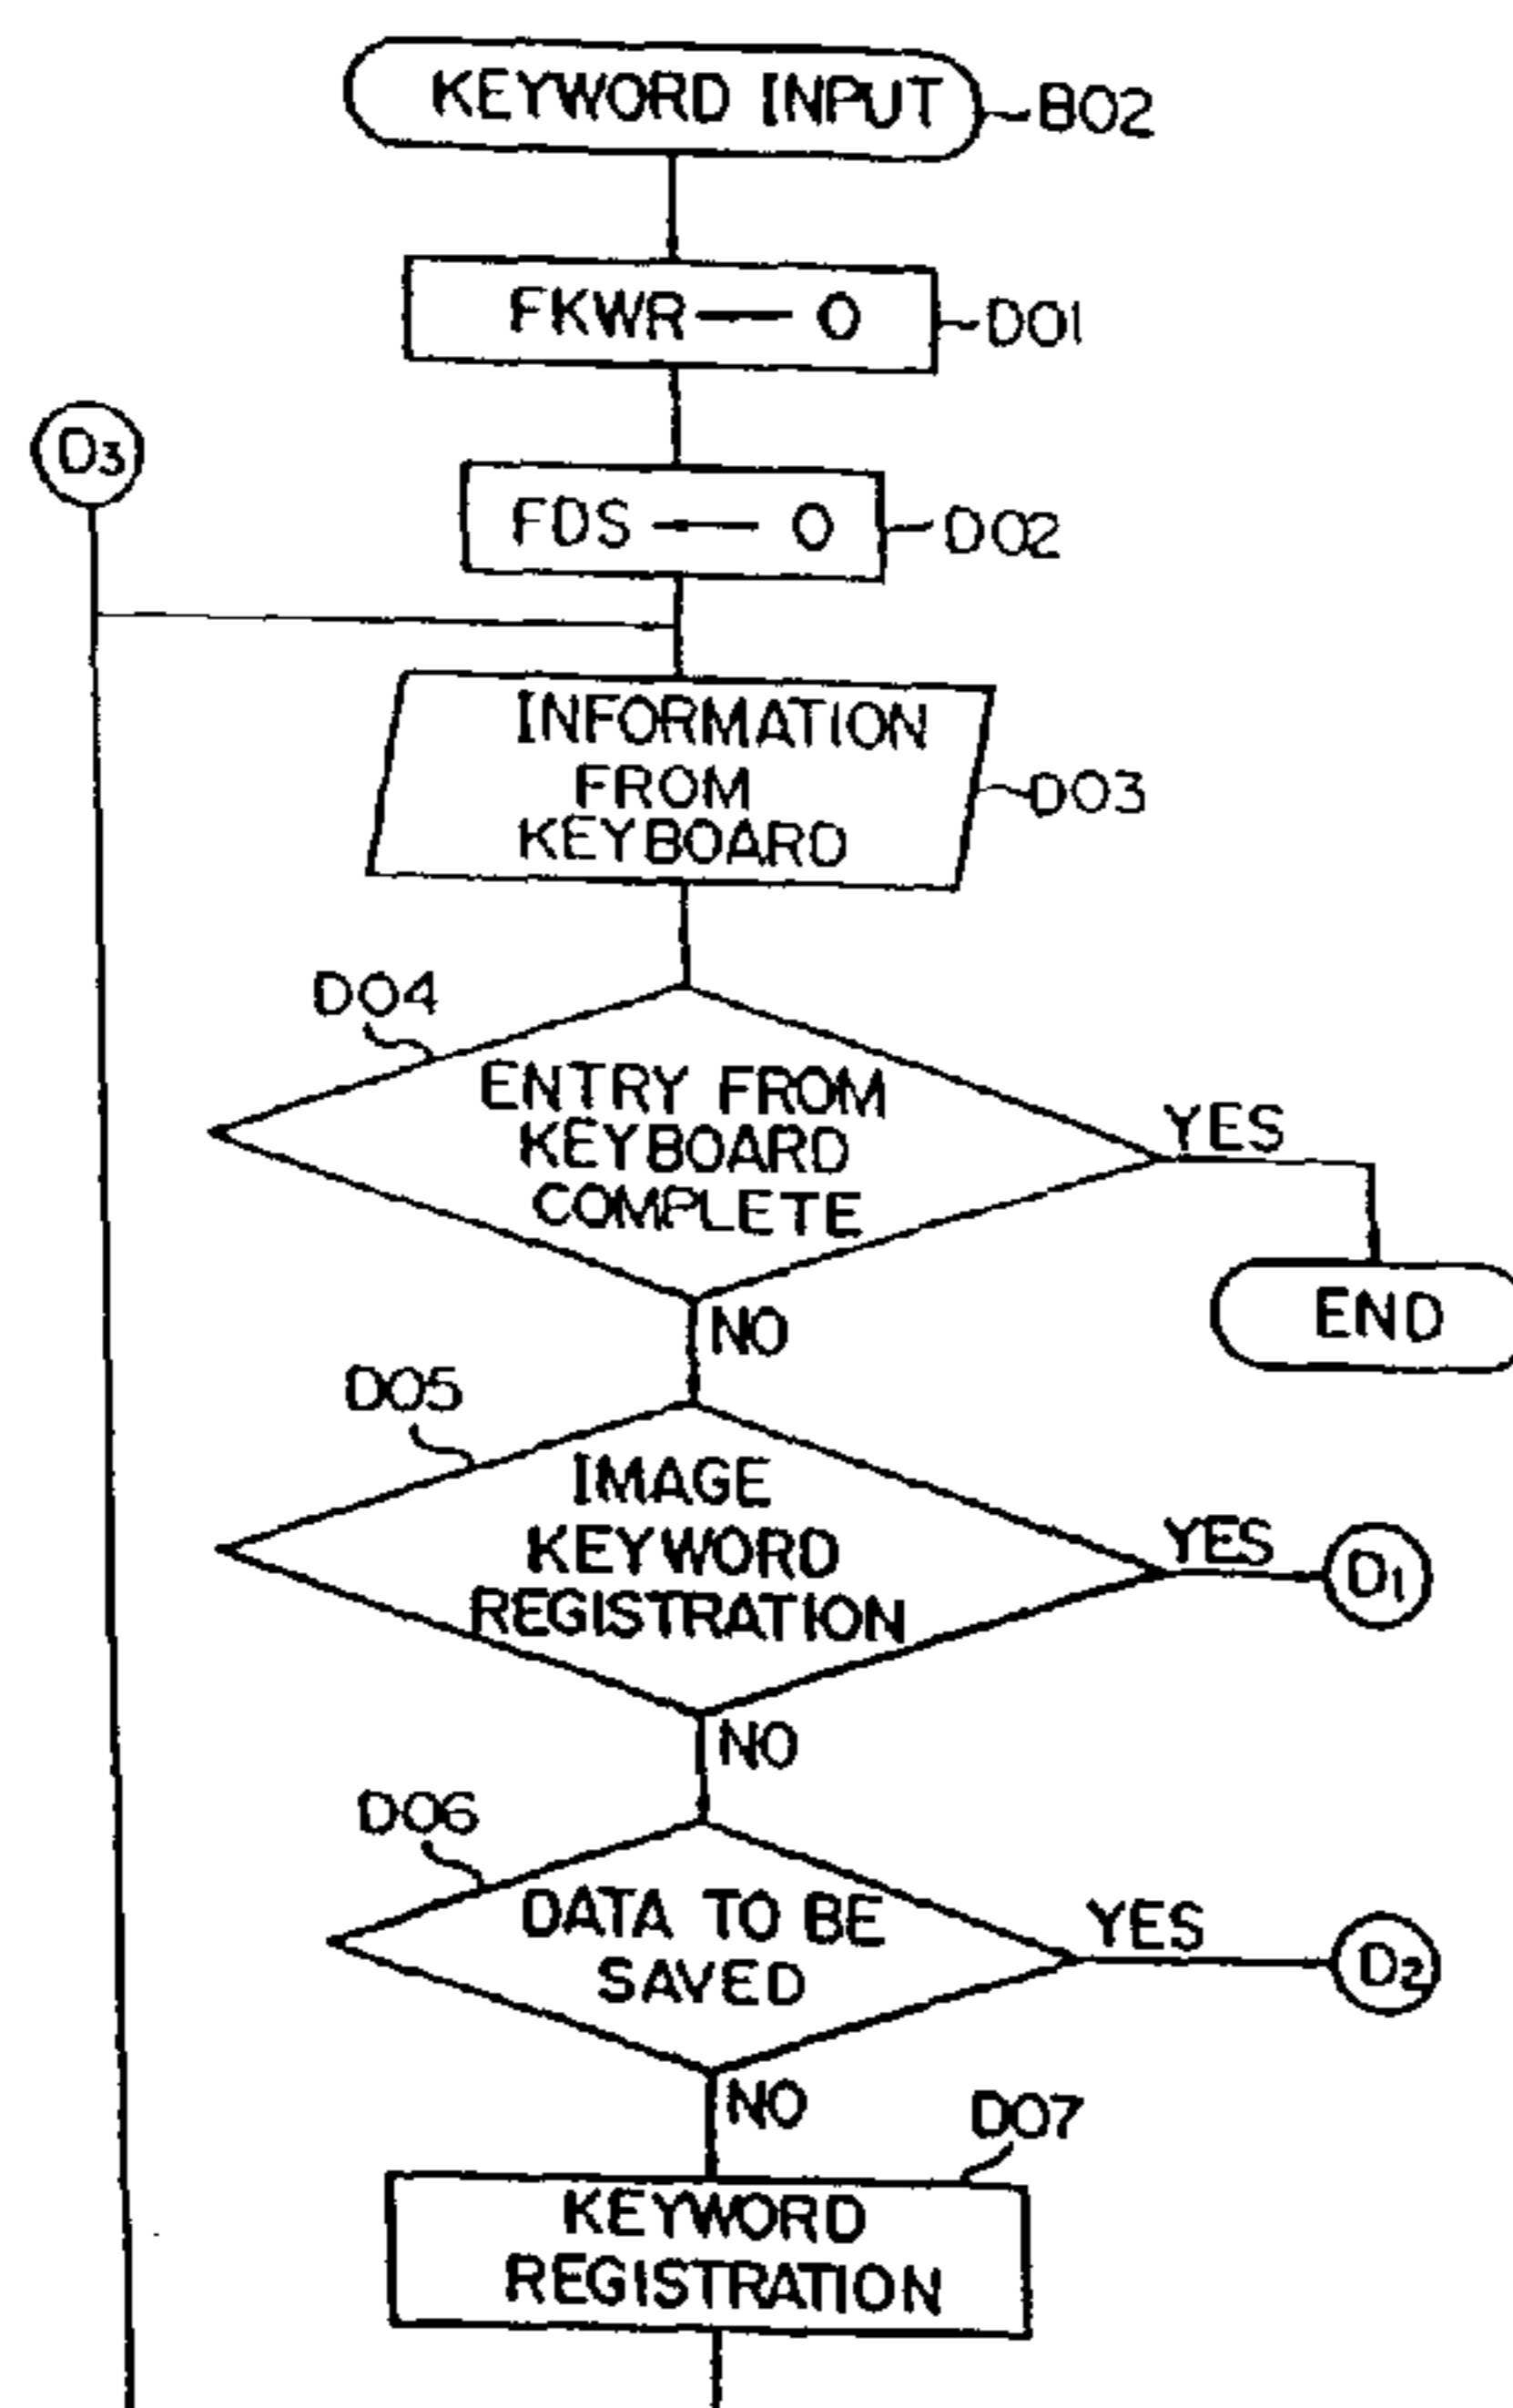 KEYWORD INPUT
B02
FKWR — 0
D01
D3
FDS — 0
D02
INFORMATION
FROM
KEYBOARD
D03
D04
ENTRY FROM
KEYBOARD
COMPLETE
YES
END
NO
D05
IMAGE
KEYWORD
REGISTRATION
YES
D1
NO
D06
DATA TO BE
SAVED
YES
D2
NO
D07
KEYWORD
REGISTRATION